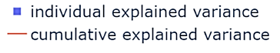 individual explained variance
cumulative explained variance